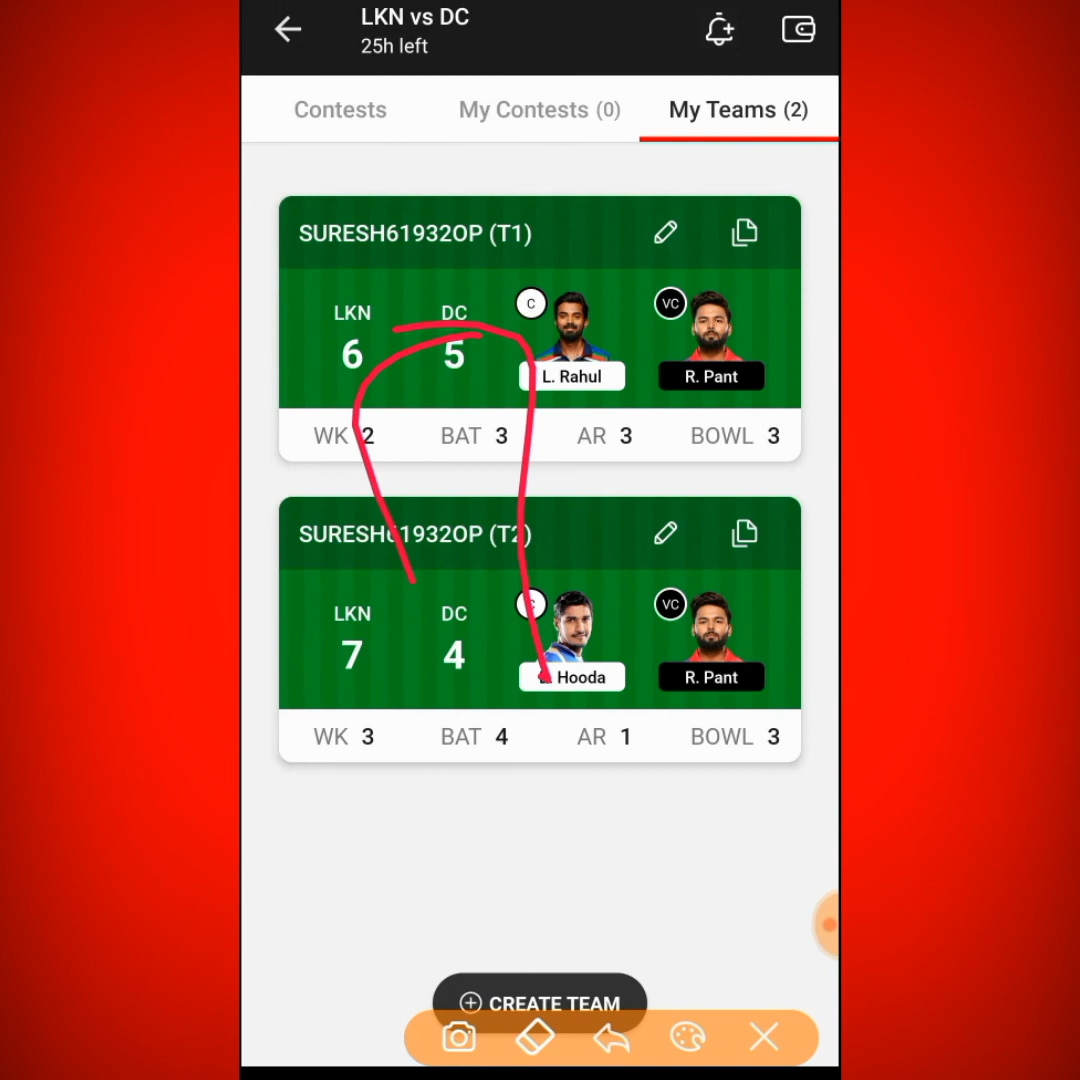 LKN vs DC
25h left
Contests My Contests (0) My Teams (2)
SURESH61932OP (T1)
LKN DC C VC
6 5
L. Rahul R. Pant
WK 2 BAT 3 AR 3 BOWL 3
SURESH61932OP (T2)
LKN DC C VC
7 4
Hooda R. Pant
WK 3 BAT 4 AR 1 BOWL 3
CREATE TEAM